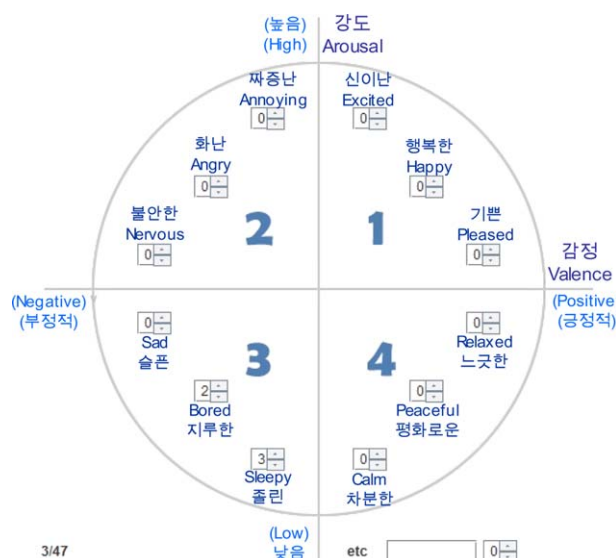 (높음)
(High)
강도
Arousal
짜증난
Annoying
0
신이난
Excited
0
화난
Angry
0
행복한
Happy
0
불안한
Nervous
0
2
1
기쁜
Pleased
0
감정
Valence
(Negative)
(부정적)
(Positive
(긍정적)
0
Sad
슬픈
3
4
0
Relaxed
느긋한
2
Bored
지루한
0
Peaceful
평화로운
3
Sleepy
졸린
0
Calm
차분한
(Low)
낮음
3/47
etc
0